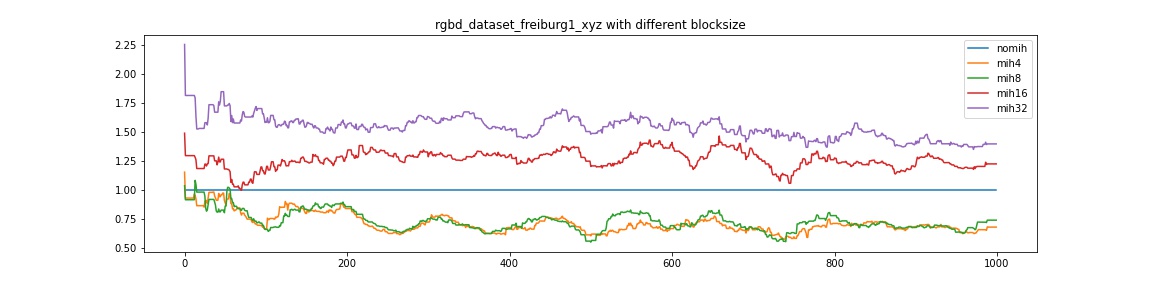 rgbd_dataset_freiburg1_xyz with different blocksize
2.25
2.00
1.75
1.50
1.25
1.00
0.75
0.50
nomih
mih4
mih8
mih16
mih32
0 200 400 600 800 1000